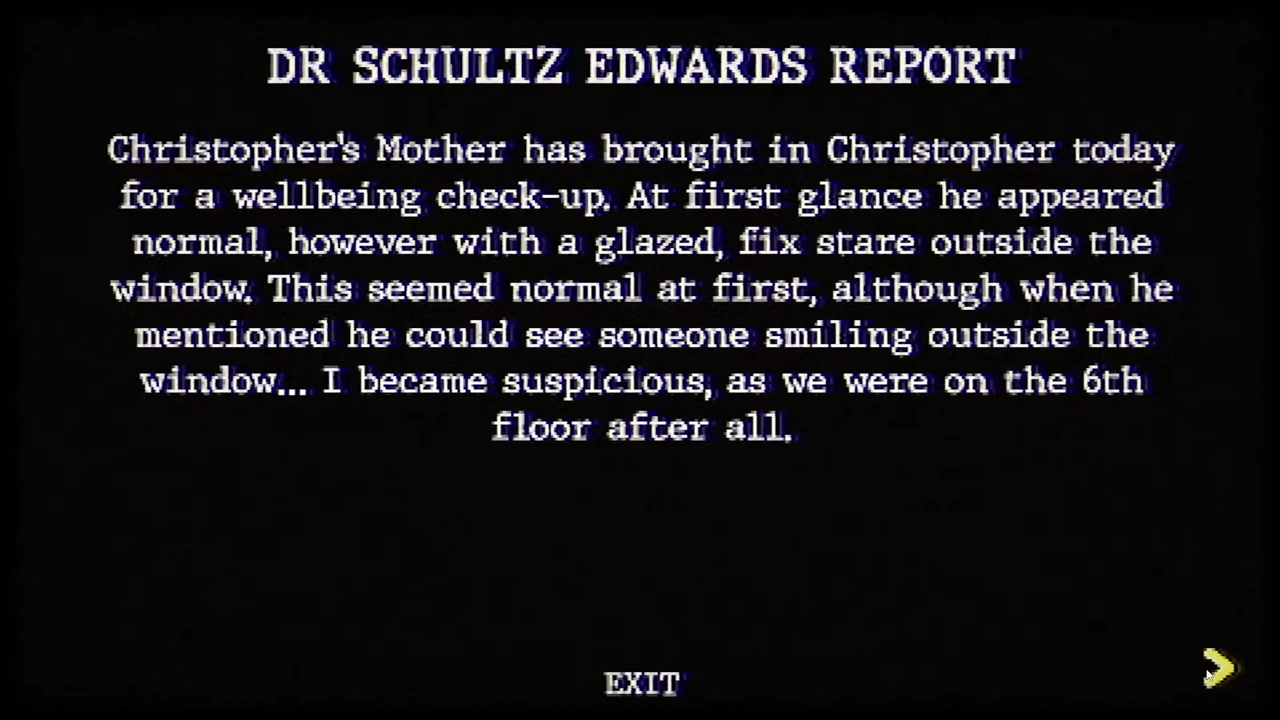 DR SCHULTZ EDWARDS REPORT
Christopher's Mother has brought in Christopher today
for a wellbeing check-up. At first glance he appeared
normal, however with a glazed, fix stare outside the
window. This seemed normal at first, although when he
mentioned he could see someone smiling outside the
window... I became suspicious, as we were on the 6th
floor after all.
EXIT